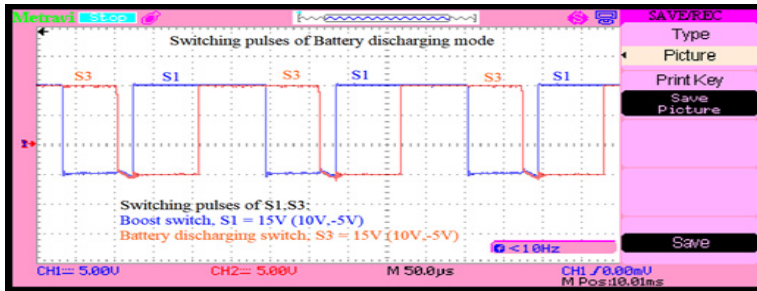 Metravi Stop
SAVE/REC
Switching pulses of Battery discharging mode
Type
Picture
S3 S1 S3 S1 S3 S1
Print Key
Save
Picture
Switching pulses of S1,S3:
Boost switch, S1 = 15V (10V,-5V)
Battery discharging switch, S3 = 15V (10V,-5V)
<10Hz
Save
CH1 5.00V CH2 5.00V M 50.0µs CH1 0.00mV
M Pos:10.01ms